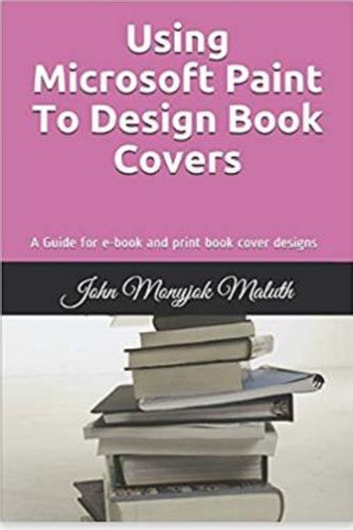 Using
Microsoft Paint
To Design Book
Covers
A Guide for e-book and print book cover designs
John Monyjok Maluth